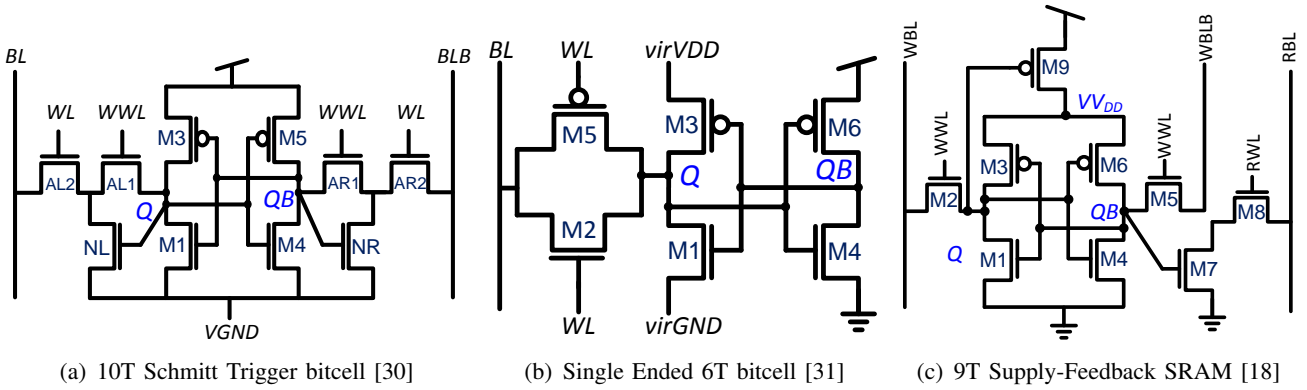 BL
BLB
WL
WWL
WWL
WL
M3
M5
AL2
AL1
AR1
AR2
Q
QB
NL
M1
M4
NR
VGND
(a) 10T Schmitt Trigger bitcell [30]
BL
WL
virVDD
M5
M3
M6
Q
QB
M2
M1
M4
WL
virGND
(b) Single Ended 6T bitcell [31]
WBL
WBLB
RBL
M9
VVDD
WWL
M3
M6
WWL
RWL
M2
M5
M8
QB
Q
M1
M4
M7
(c) 9T Supply-Feedback SRAM [18]